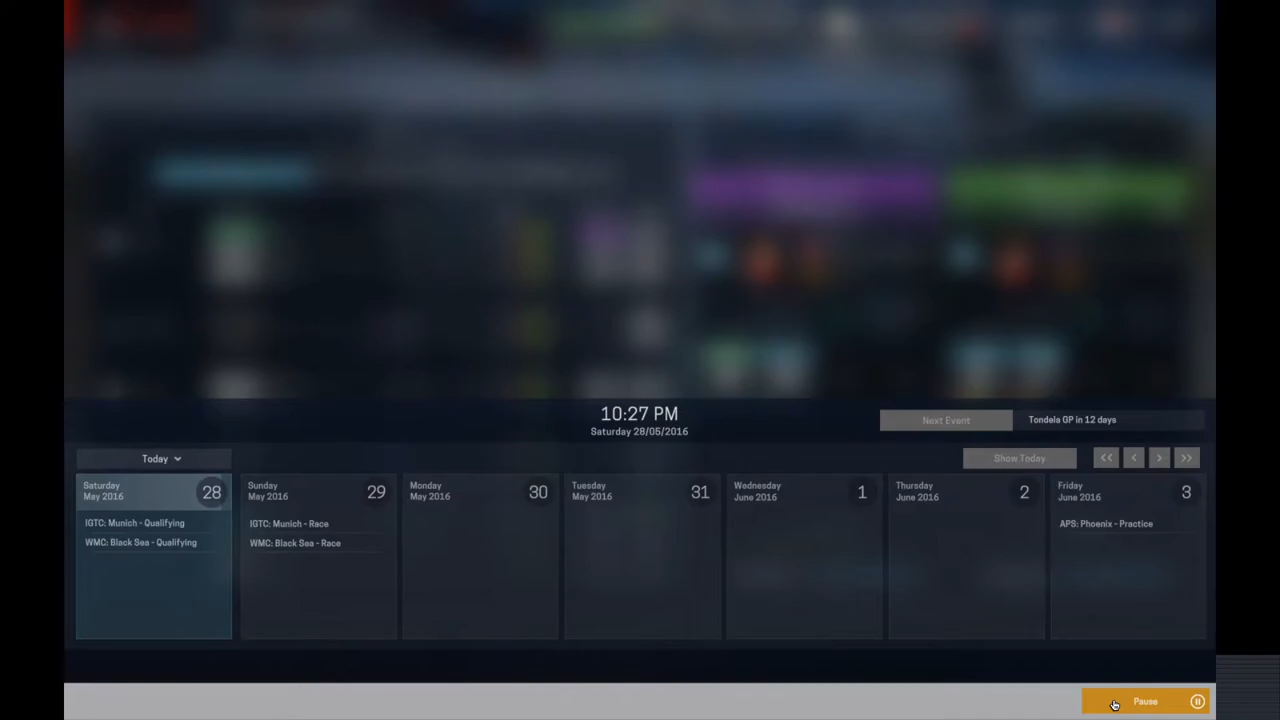 10:27 PM
Saturday 28/05/2016
Next Event
Tondela GP in 12 days
Today
Show Today
<< < > >>
Saturday
May 2016
28
IGTC: Munich - Qualifying
WMC: Black Sea - Qualifying
Sunday
May 2016
29
IGTC: Munich - Race
WMC: Black Sea - Race
Monday
May 2016
30
Tuesday
May 2016
31
Wednesday
June 2016
1
Thursday
June 2016
2
Friday
June 2016
3
APS: Phoenix - Practice
Pause